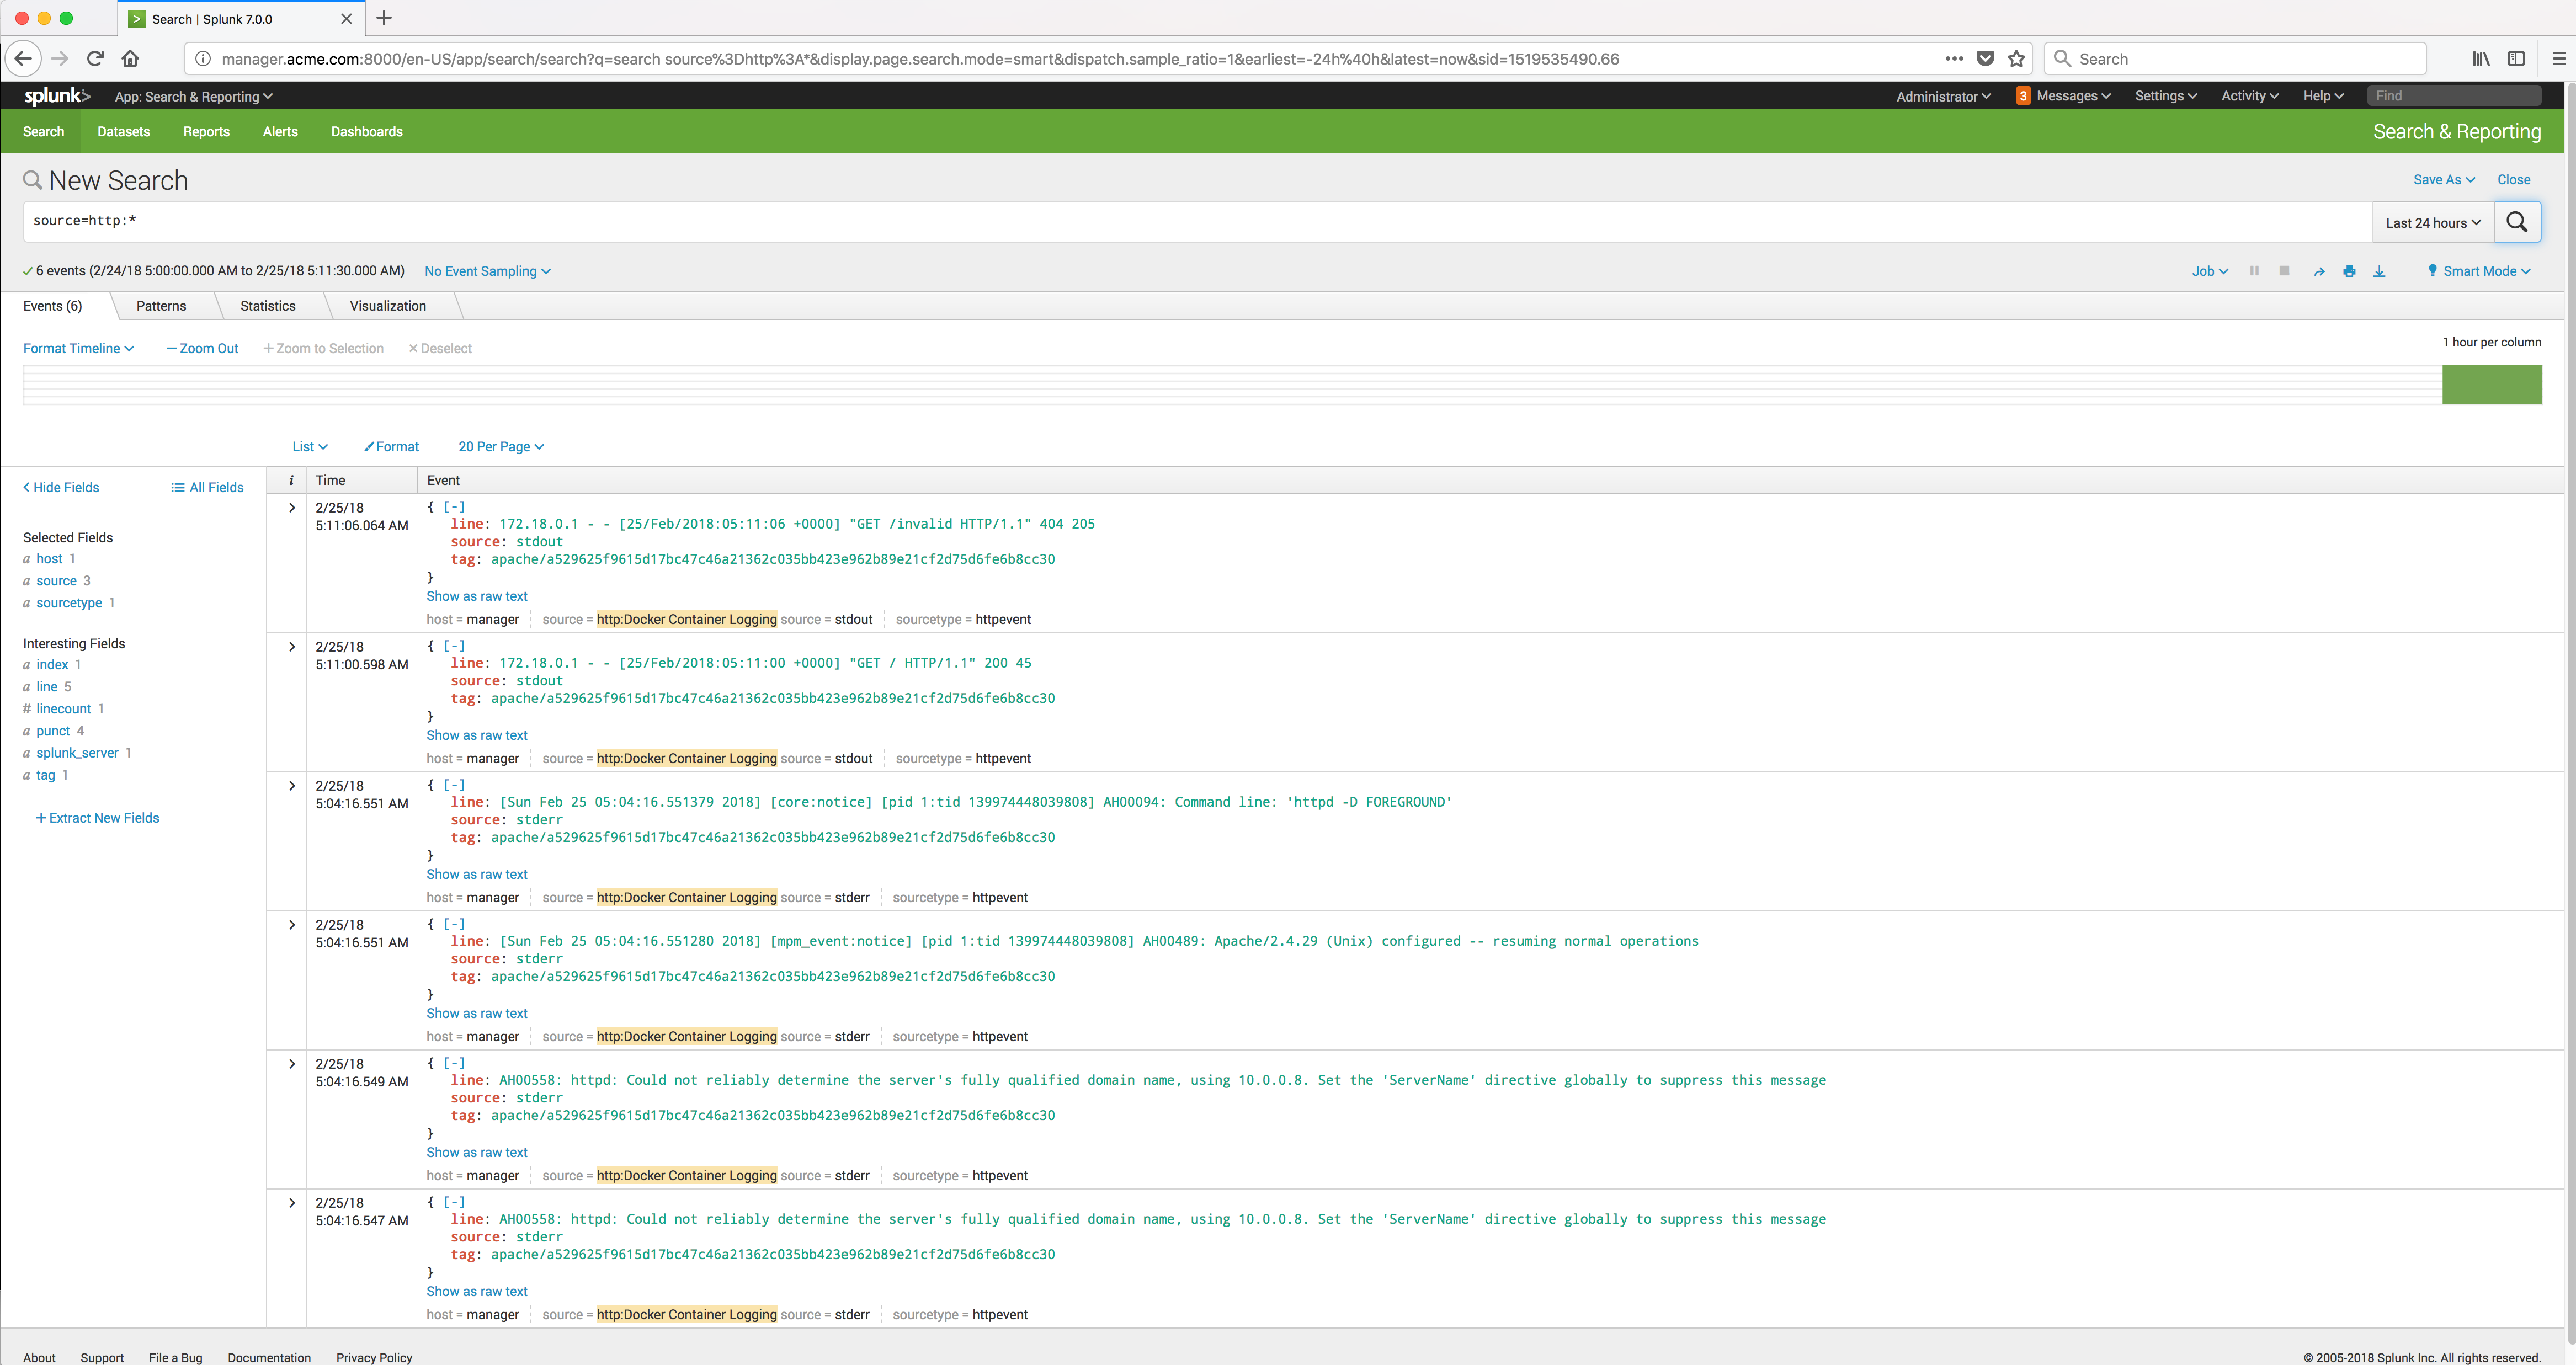 Search | Splunk 7.0.0
manager.acme.com:8000/en-US/app/search/search?q=search source%3Dhttp%3A*&display.page.search.mode=smart&dispatch.sample_ratio=1&earliest=-24h%40h&latest=now&sid=1519535490.66
Search
splunk> App: Search & Reporting Administrator 3 Messages Settings Activity Help Find
Search Datasets Reports Alerts Dashboards Search & Reporting
New Search Save As Close
source=http:* Last 24 hours
6 events (2/24/18 5:00:00.000 AM to 2/25/18 5:11:30.000 AM) No Event Sampling Job Smart Mode
Events (6) Patterns Statistics Visualization
Format Timeline — Zoom Out + Zoom to Selection × Deselect 1 hour per column
List Format 20 Per Page
Hide Fields All Fields
Selected Fields
a host 1
a source 3
a sourcetype 1
Interesting Fields
a index 1
a line 5
# linecount 1
a punct 4
a splunk_server 1
a tag 1
+ Extract New Fields
i Time Event
2/25/18 5:11:06.064 AM
{ [-]
line: 172.18.0.1 - - [25/Feb/2018:05:11:06 +0000] "GET /invalid HTTP/1.1" 404 205
source: stdout
tag: apache/a529625f9615d17bc47c46a21362c035bb423e962b89e21cf2d75d6fe6b8cc30
}
Show as raw text
host = manager source = http:Docker Container Logging source = stdout sourcetype = httpevent
2/25/18 5:11:00.598 AM
{ [-]
line: 172.18.0.1 - - [25/Feb/2018:05:11:00 +0000] "GET / HTTP/1.1" 200 45
source: stdout
tag: apache/a529625f9615d17bc47c46a21362c035bb423e962b89e21cf2d75d6fe6b8cc30
}
Show as raw text
host = manager source = http:Docker Container Logging source = stdout sourcetype = httpevent
2/25/18 5:04:16.551 AM
{ [-]
line: [Sun Feb 25 05:04:16.551379 2018] [core:notice] [pid 1:tid 139974448039808] AH00094: Command line: 'httpd -D FOREGROUND'
source: stderr
tag: apache/a529625f9615d17bc47c46a21362c035bb423e962b89e21cf2d75d6fe6b8cc30
}
Show as raw text
host = manager source = http:Docker Container Logging source = stderr sourcetype = httpevent
2/25/18 5:04:16.551 AM
{ [-]
line: [Sun Feb 25 05:04:16.551280 2018] [mpm_event:notice] [pid 1:tid 139974448039808] AH00489: Apache/2.4.29 (Unix) configured -- resuming normal operations
source: stderr
tag: apache/a529625f9615d17bc47c46a21362c035bb423e962b89e21cf2d75d6fe6b8cc30
}
Show as raw text
host = manager source = http:Docker Container Logging source = stderr sourcetype = httpevent
2/25/18 5:04:16.549 AM
{ [-]
line: AH00558: httpd: Could not reliably determine the server's fully qualified domain name, using 10.0.0.8. Set the 'ServerName' directive globally to suppress this message
source: stderr
tag: apache/a529625f9615d17bc47c46a21362c035bb423e962b89e21cf2d75d6fe6b8cc30
}
Show as raw text
host = manager source = http:Docker Container Logging source = stderr sourcetype = httpevent
2/25/18 5:04:16.547 AM
{ [-]
line: AH00558: httpd: Could not reliably determine the server's fully qualified domain name, using 10.0.0.8. Set the 'ServerName' directive globally to suppress this message
source: stderr
tag: apache/a529625f9615d17bc47c46a21362c035bb423e962b89e21cf2d75d6fe6b8cc30
}
Show as raw text
host = manager source = http:Docker Container Logging source = stderr sourcetype = httpevent
About Support File a Bug Documentation Privacy Policy © 2005-2018 Splunk Inc. All rights reserved.